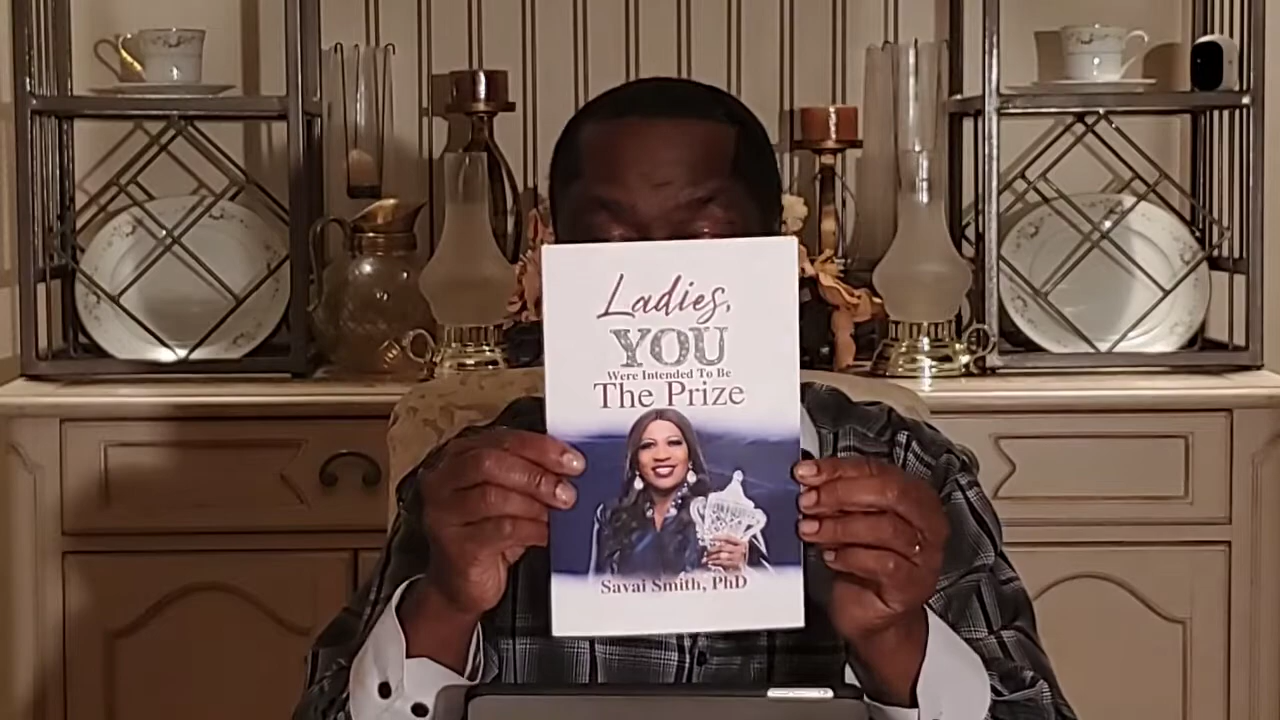 Ladies,
YOU
Were Intended To Be
The Prize
Savai Smith, PhD